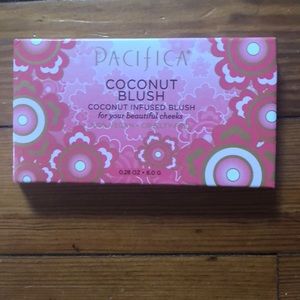 PACIFICA
COCONUT
BLUSH
COCONUT INFUSED BLUSH
for your beautiful cheeks
0.28 OZ • 8.0 G